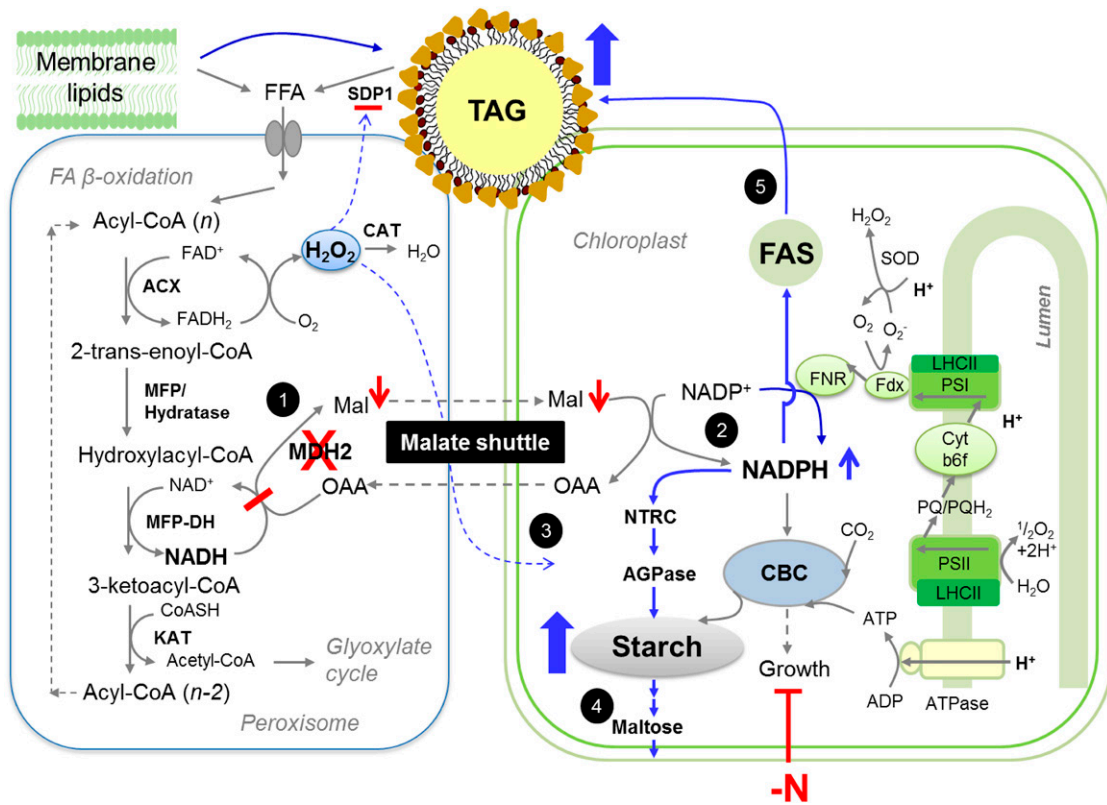 Membrane
lipids
FFA
SDP1
TAG
FA β-oxidation
Acyl-CoA (n)
FAD⁺
ACX
FADH₂
H₂O₂
CAT
H₂O
O₂
2-trans-enoyl-CoA
MFP/
Hydratase
Hydroxylacyl-CoA
NAD⁺
MFP-DH
NADH
3-ketoacyl-CoA
CoASH
KAT
Acetyl-CoA
Glyoxylate
cycle
Acyl-CoA (n-2)
Peroxisome
1
Mal
MDH2
OAA
Malate shuttle
3
Chloroplast
Mal
OAA
NADP⁺
2
NADPH
5
FAS
H₂O₂
SOD
H⁺
O₂
O₂⁻
FNR
Fdx
LHCII
PSI
H⁺
Cyt
b6f
PQ/PQH₂
PSII
LHCII
¹/²O₂
+2H⁺
H₂O
Lumen
NTRC
AGPase
Starch
4
Maltose
CO₂
CBC
Growth
ATP
ADP
ATPase
H⁺
-N